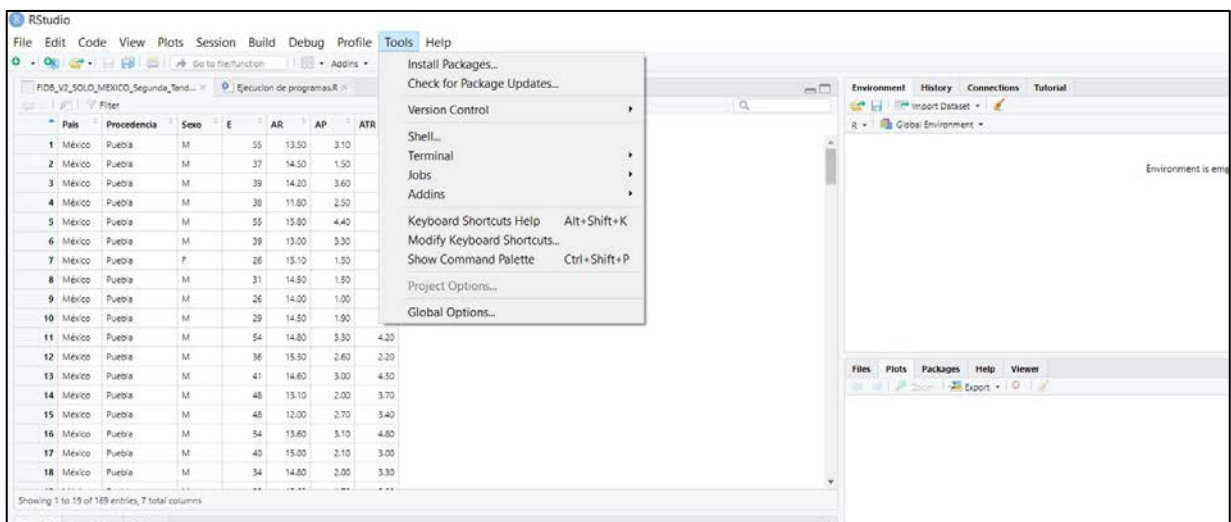 RStudio
File Edit Code View Plots Session Build Debug Profile Tools Help
Go to file/function Addins
Install Packages...
Check for Package Updates...
Version Control
Shell...
Terminal
Jobs
Addins
Keyboard Shortcuts Help Alt+Shift+K
Modify Keyboard Shortcuts...
Show Command Palette Ctrl+Shift+P
Project Options...
Global Options...
FIDB_V2_SOLO_MEXICO_Segunda_Tand... Ejecucion de programas.R
Filter
Pais Procedencia Sexo E AR AP ATR
1 México Puebla M 55 13.50 3.10
2 México Puebla M 37 14.50 1.50
3 México Puebla M 39 14.20 3.60
4 México Puebla M 38 11.80 2.50
5 México Puebla M 55 15.80 4.40
6 México Puebla M 39 13.00 3.30
7 México Puebla F 26 15.10 1.50
8 México Puebla M 31 14.50 1.50
9 México Puebla M 26 14.00 1.00
10 México Puebla M 29 14.50 1.90
11 México Puebla M 54 14.80 3.30 4.20
12 México Puebla M 36 15.30 2.60 2.20
13 México Puebla M 41 14.60 3.00 4.50
14 México Puebla M 48 13.10 2.00 3.70
15 México Puebla M 48 12.00 2.70 3.40
16 México Puebla M 54 13.60 3.10 4.80
17 México Puebla M 40 15.00 2.10 3.00
18 México Puebla M 34 14.80 2.00 3.30
Showing 1 to 19 of 169 entries, 7 total columns
Environment History Connections Tutorial
Import Dataset
R Global Environment
Environment is emp
Files Plots Packages Help Viewer
Zoom Export